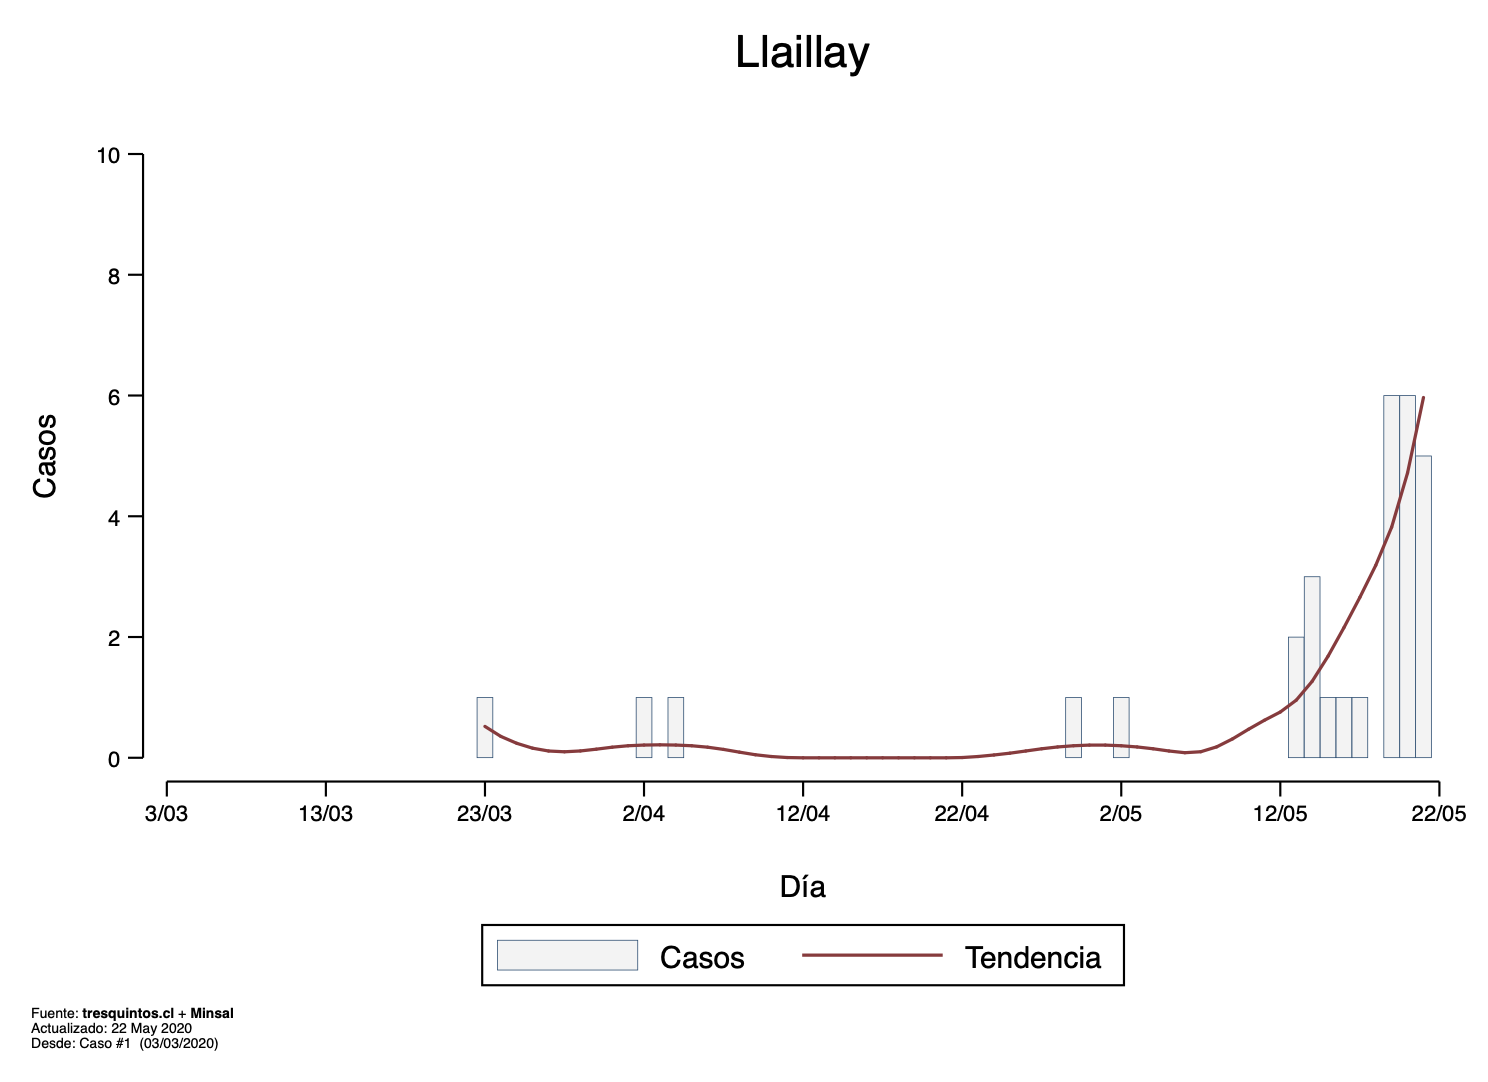 Llaillay
10
8
6
4
2
0
Casos
3/03 13/03 23/03 2/04 12/04 22/04 2/05 12/05 22/05
Día
Casos Tendencia
Fuente: tresquintos.cl + Minsal
Actualizado: 22 May 2020
Desde: Caso #1 (03/03/2020)